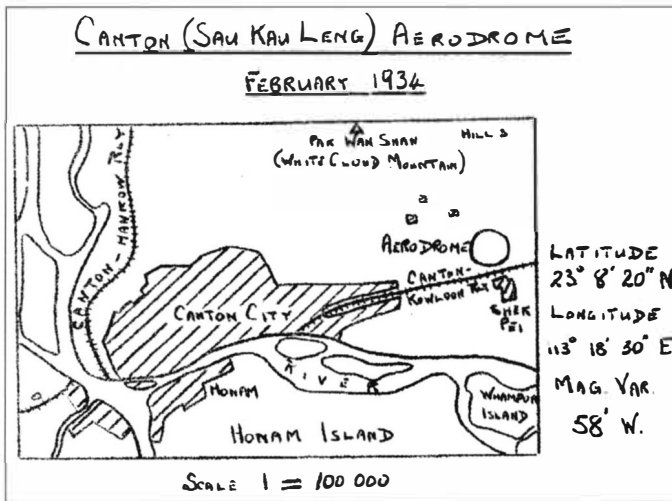 CANTON (SAU KAU LENG) AERODROME
FEBRUARY 1934
PAK WAN SHAN
(WHITE CLOUD MOUNTAIN)
HILLS
CANTON-HANKOW RLY
AERODROME
CANTON-
KOWLOON RLY
SHEK
PEI
CANTON CITY
RIVER
HONAM
HONAM ISLAND
WHAMPOA
ISLAND
LATITUDE
23° 8' 20" N
LONGITUDE
113° 18' 30" E
MAG. VAR.
58' W.
SCALE 1 = 100 000